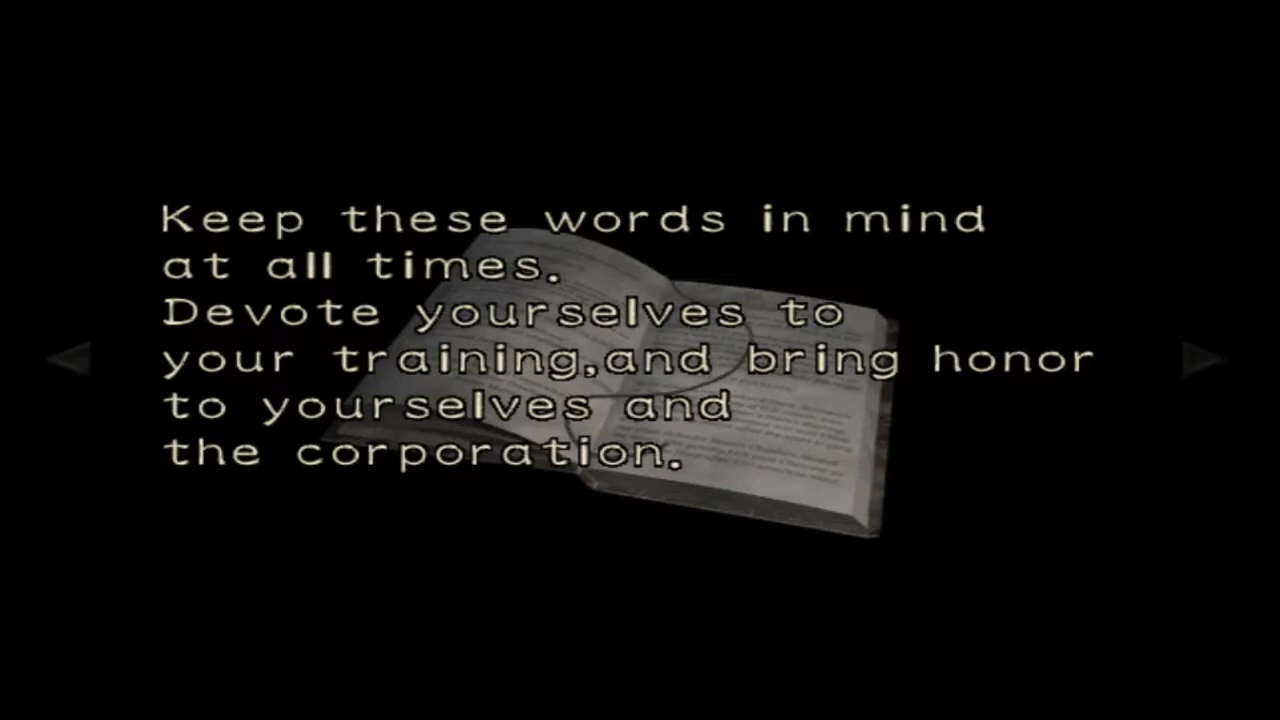 Keep these words in mind
at all times.
Devote yourselves to
your training,and bring honor
to yourselves and
the corporation.